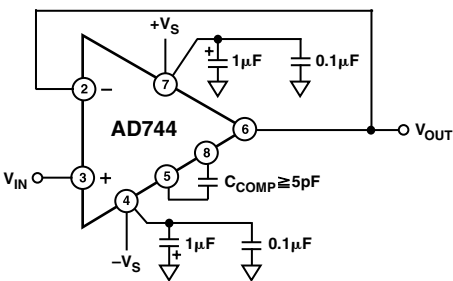 +VS
+
1μF
0.1μF
7
2
−
AD744
6
VOUT
8
VIN
3
+
5
CCOMP≧5pF
4
−VS
1μF
+
0.1μF